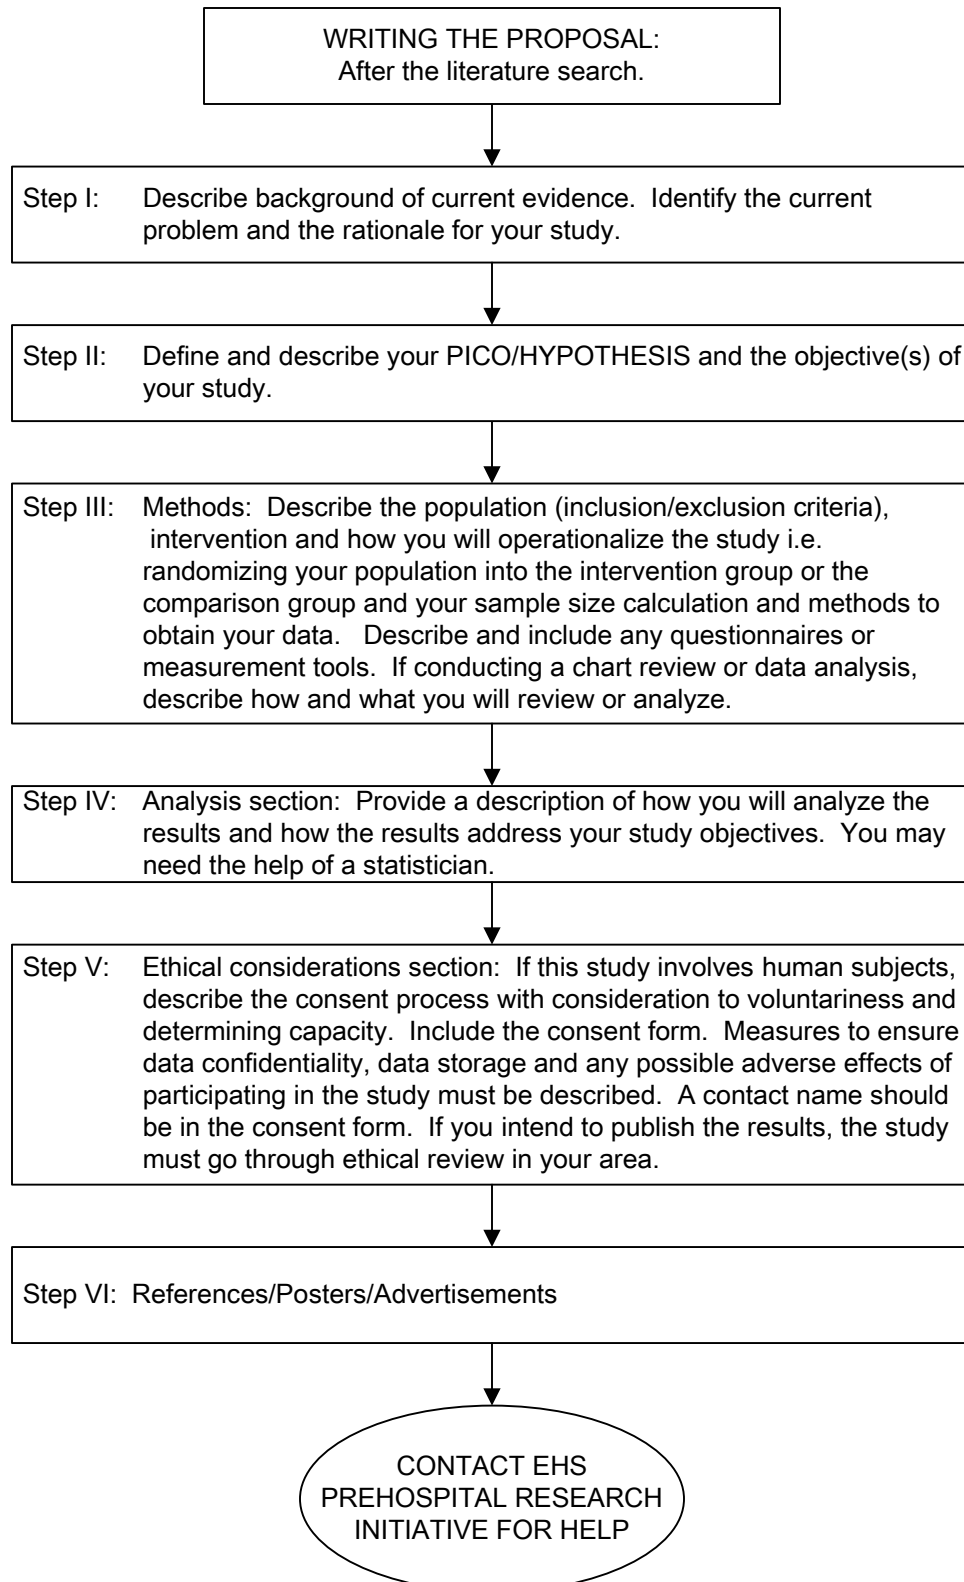 WRITING THE PROPOSAL:
After the literature search.
Step I: Describe background of current evidence. Identify the current
problem and the rationale for your study.
Step II: Define and describe your PICO/HYPOTHESIS and the objective(s) of
your study.
Step III: Methods: Describe the population (inclusion/exclusion criteria),
intervention and how you will operationalize the study i.e.
randomizing your population into the intervention group or the
comparison group and your sample size calculation and methods to
obtain your data. Describe and include any questionnaires or
measurement tools. If conducting a chart review or data analysis,
describe how and what you will review or analyze.
Step IV: Analysis section: Provide a description of how you will analyze the
results and how the results address your study objectives. You may
need the help of a statistician.
Step V: Ethical considerations section: If this study involves human subjects,
describe the consent process with consideration to voluntariness and
determining capacity. Include the consent form. Measures to ensure
data confidentiality, data storage and any possible adverse effects of
participating in the study must be described. A contact name should
be in the consent form. If you intend to publish the results, the study
must go through ethical review in your area.
Step VI: References/Posters/Advertisements
CONTACT EHS
PREHOSPITAL RESEARCH
INITIATIVE FOR HELP